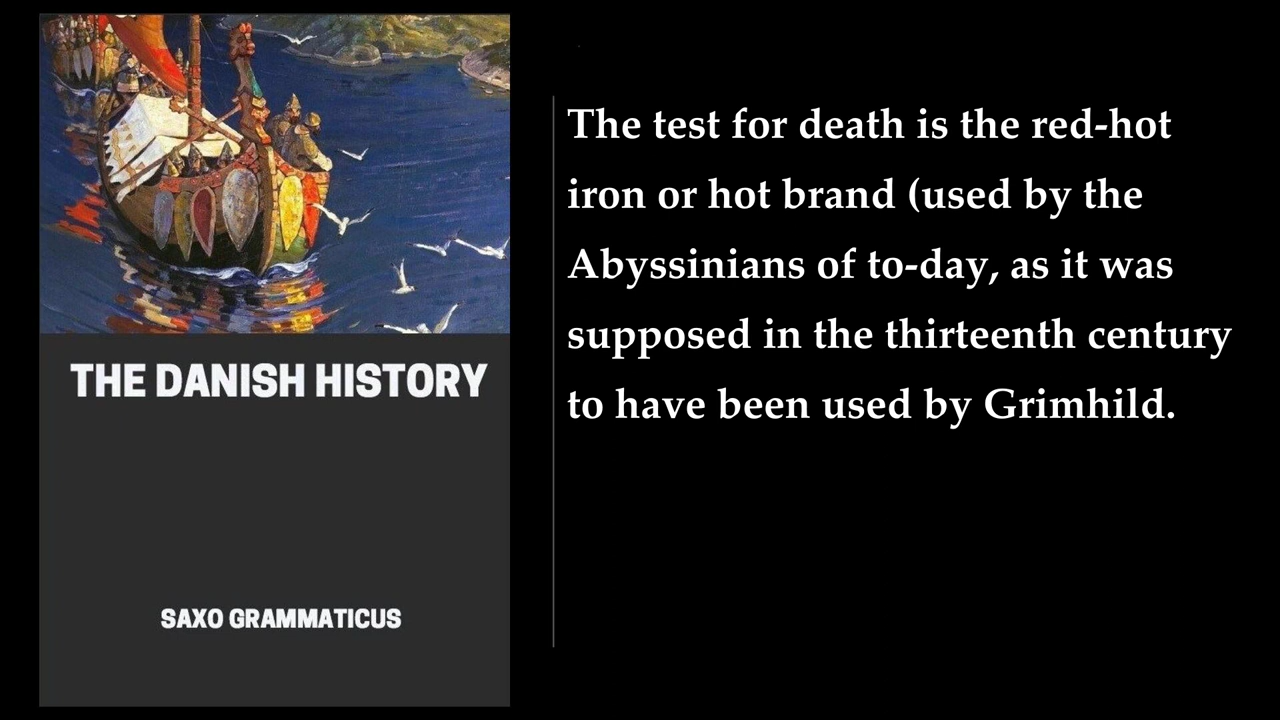 THE DANISH HISTORY
SAXO GRAMMATICUS
The test for death is the red-hot
iron or hot brand (used by the
Abyssinians of to-day, as it was
supposed in the thirteenth century
to have been used by Grimhild.